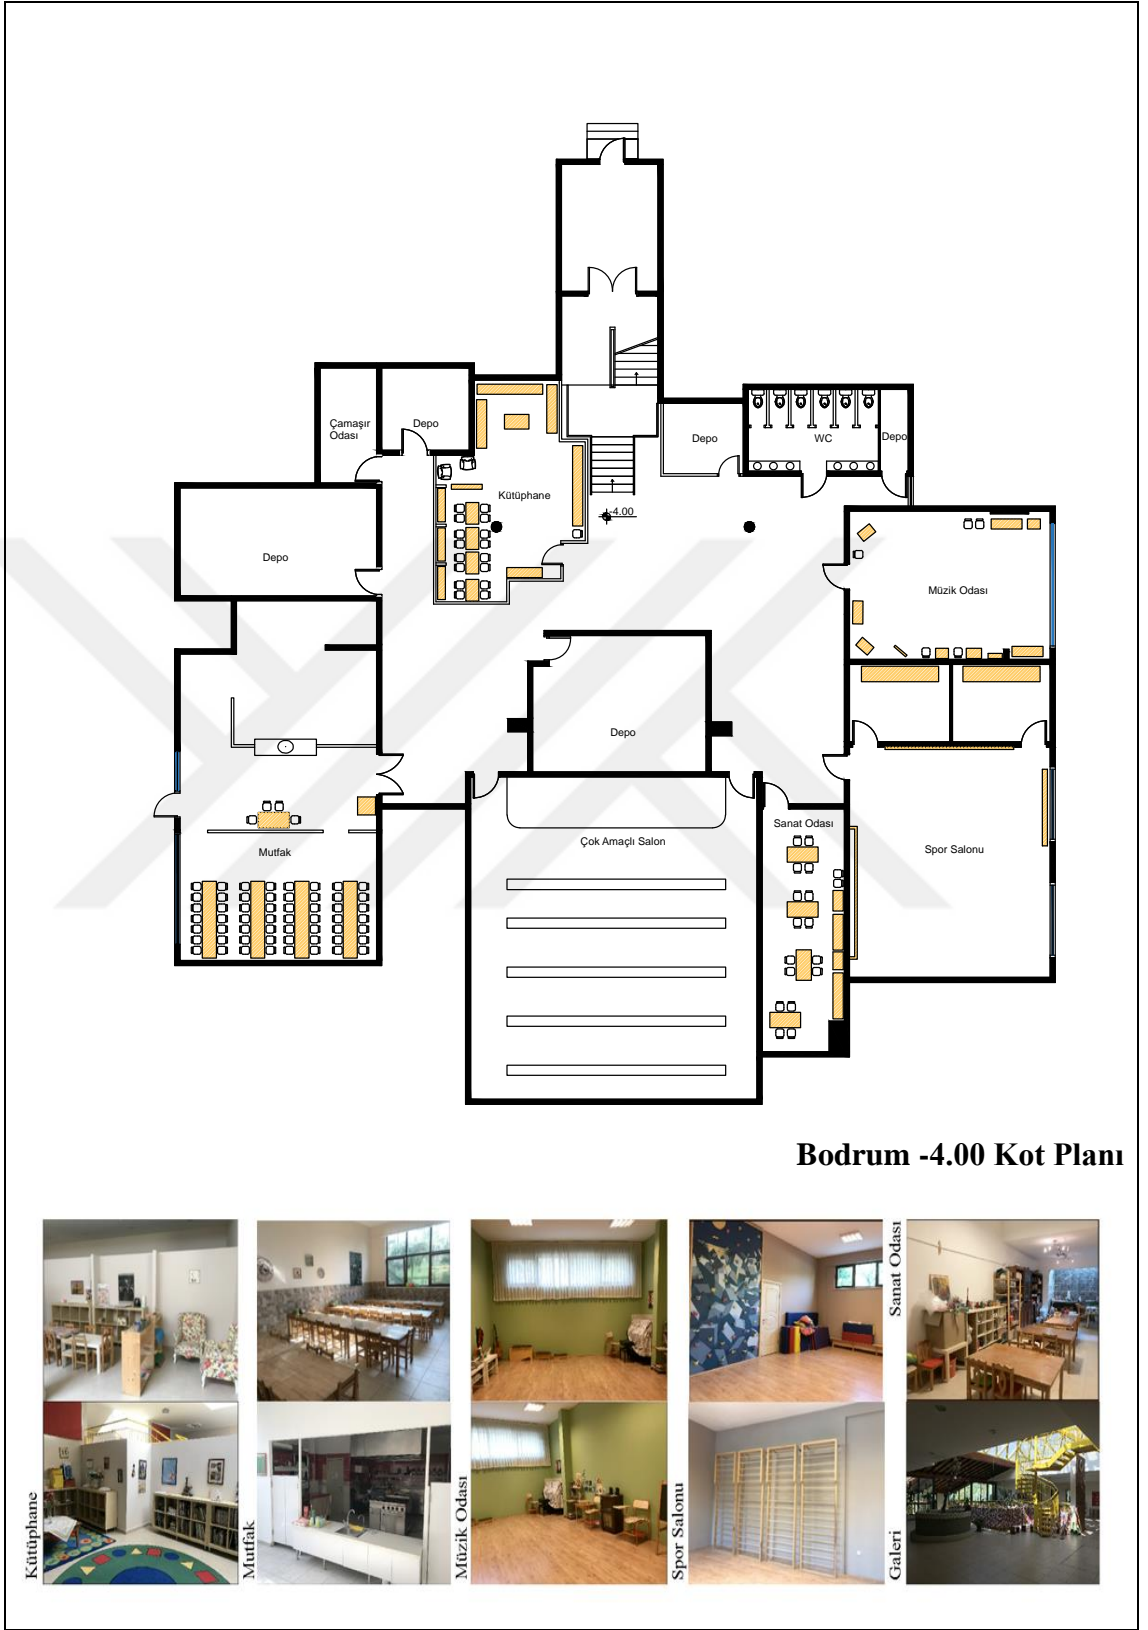 Çamaşır
Odası
Depo
Depo
WC
Depo
Kütüphane
-4.00
Depo
Müzik Odası
Depo
Sanat Odası
Çok Amaçlı Salon
Mutfak
Spor Salonu
Bodrum -4.00 Kot Planı
Kütüphane
Mutfak
Müzik Odası
Spor Salonu
Sanat Odası
Galeri